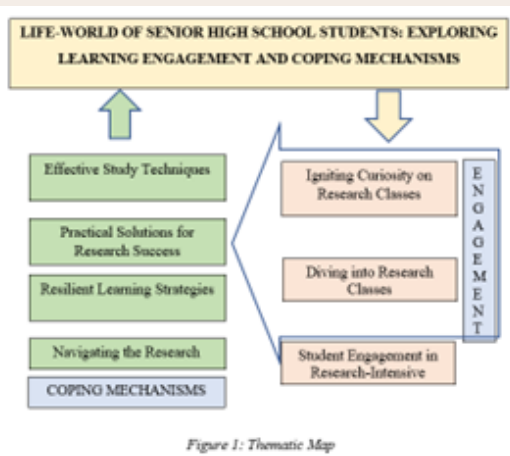 LIFE-WORLD OF SENIOR HIGH SCHOOL STUDENTS: EXPLORING
LEARNING ENGAGEMENT AND COPING MECHANISMS
Effective Study Techniques
Practical Solutions for
Research Success
Resilient Learning Strategies
Navigating the Research
COPING MECHANISMS
Igniting Curiosity on
Research Classes
Diving into Research
Classes
Student Engagement in
Research-Intensive
ENGAGEMENT
Figure 1: Thematic Map